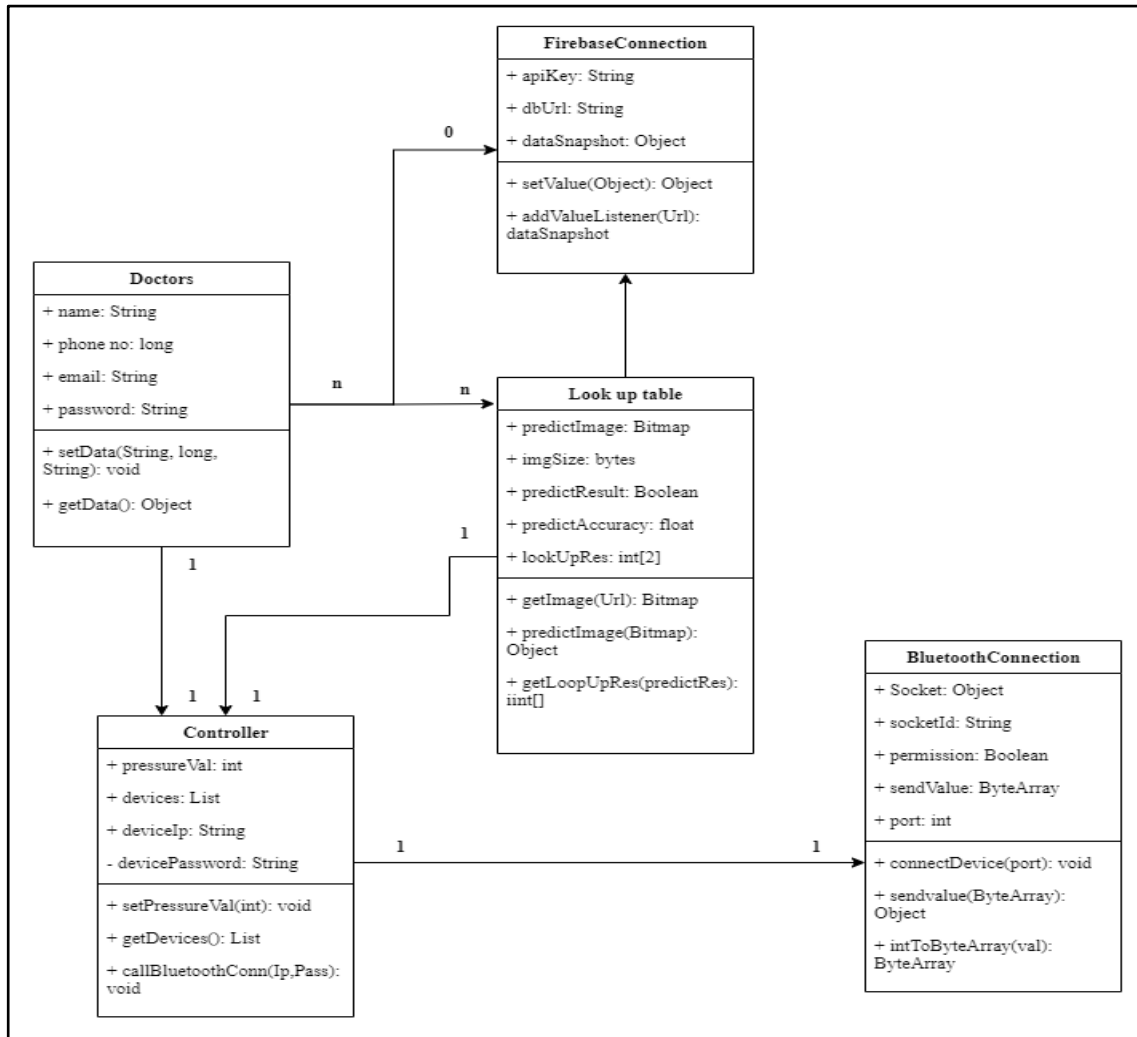 FirebaseConnection
+ apiKey: String
+ dbUrl: String
+ dataSnapshot: Object
+ setValue(Object): Object
+ addValueListener(Url):
dataSnapshot
0
Doctors
+ name: String
+ phone no: long
+ email: String
+ password: String
+ setData(String, long,
String): void
+ getData(): Object
n
n
1
Look up table
+ predictImage: Bitmap
+ imgSize: bytes
+ predictResult: Boolean
+ predictAccuracy: float
+ lookUpRes: int[2]
+ getImage(Url): Bitmap
+ predictImage(Bitmap):
Object
+ getLoopUpRes(predictRes):
iint[]
1
1
1
Controller
+ pressureVal: int
+ devices: List
+ deviceIp: String
- devicePassword: String
+ setPressureVal(int): void
+ getDevices(): List
+ callBluetoothConn(Ip,Pass):
void
1
1
BluetoothConnection
+ Socket: Object
+ socketId: String
+ permission: Boolean
+ sendValue: ByteArray
+ port: int
+ connectDevice(port): void
+ sendvalue(ByteArray):
Object
+ intToByteArray(val):
ByteArray